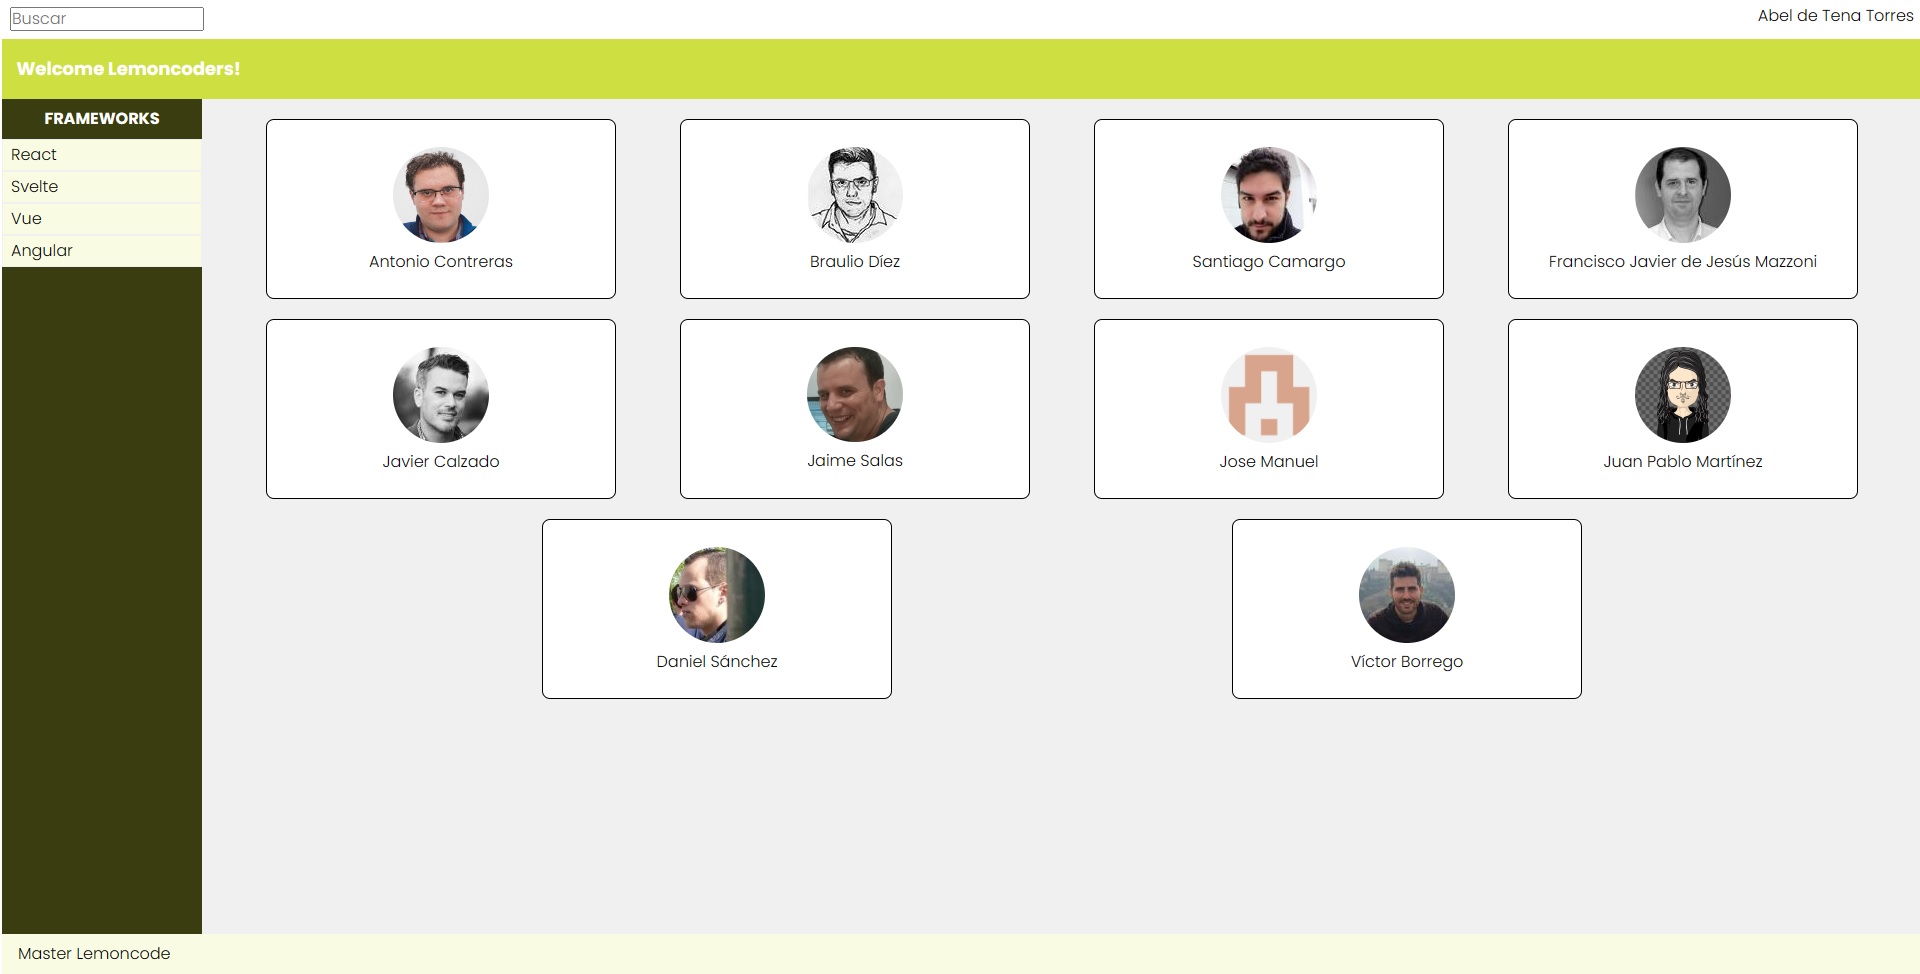 Buscar
Abel de Tena Torres
Welcome Lemoncoders!
FRAMEWORKS
React
Svelte
Vue
Angular
Antonio Contreras
Braulio Díez
Santiago Camargo
Francisco Javier de Jesús Mazzoni
Javier Calzado
Jaime Salas
Jose Manuel
Juan Pablo Martínez
Daniel Sánchez
Víctor Borrego
Master Lemoncode